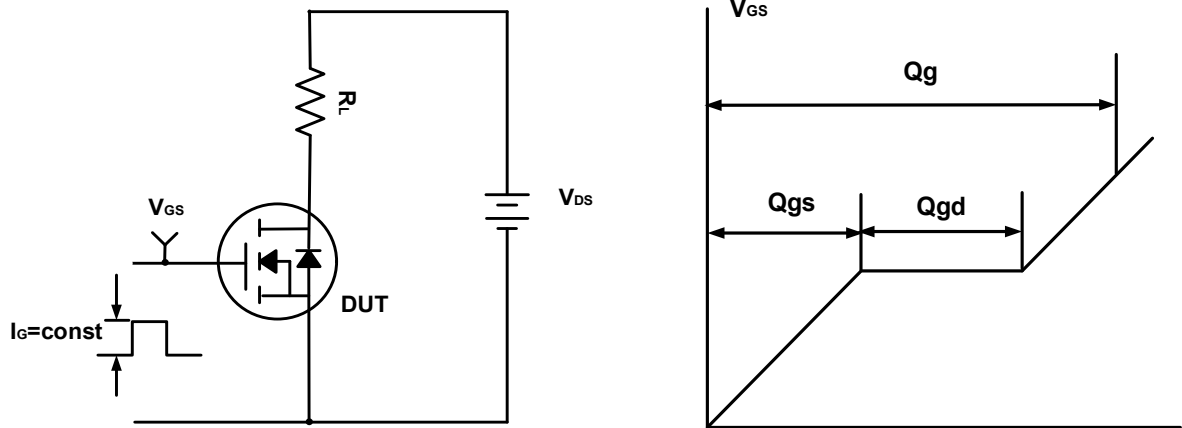 RL
VGS
VDS
DUT
IG=const
VGS
Qg
Qgs
Qgd